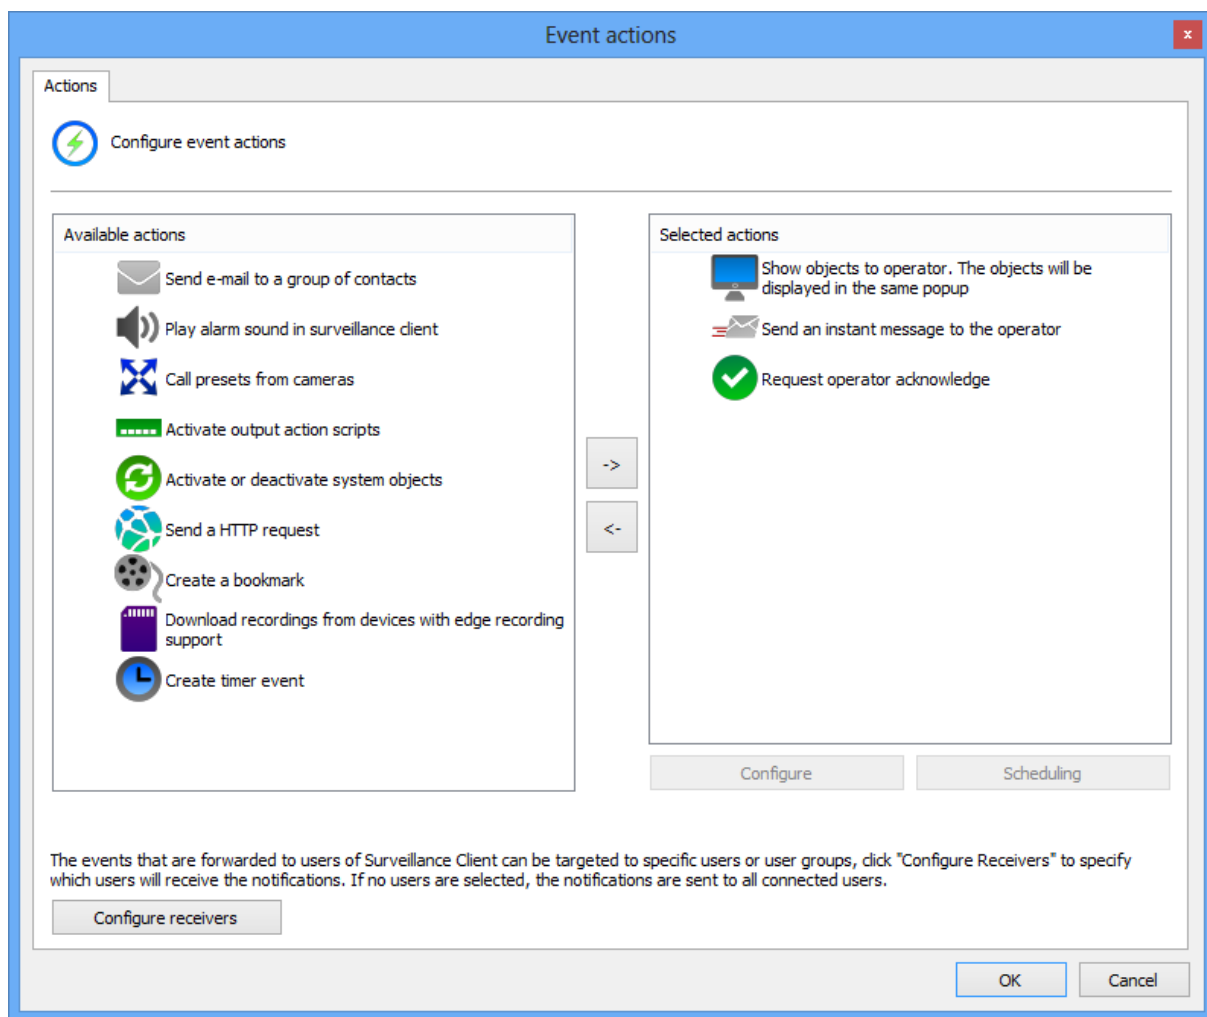 Event actions
x
Actions
Configure event actions
Available actions
Send e-mail to a group of contacts
Play alarm sound in surveillance client
Call presets from cameras
Activate output action scripts
Activate or deactivate system objects
Send a HTTP request
Create a bookmark
Download recordings from devices with edge recording
support
Create timer event
->
<-
Selected actions
Show objects to operator. The objects will be
displayed in the same popup
Send an instant message to the operator
Request operator acknowledge
Configure
Scheduling
The events that are forwarded to users of Surveillance Client can be targeted to specific users or user groups, click "Configure Receivers" to specify
which users will receive the notifications. If no users are selected, the notifications are sent to all connected users.
Configure receivers
OK
Cancel